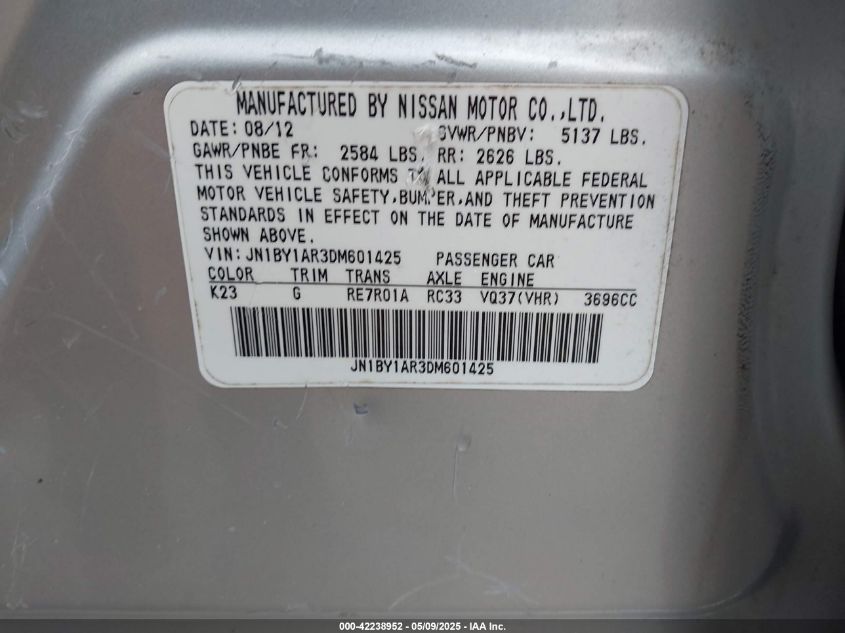 MANUFACTURED BY NISSAN MOTOR CO.,LTD.
DATE: 08/12 GVWR/PNBV: 5137 LBS.
GAWR/PNBE FR: 2584 LBS. RR: 2626 LBS.
THIS VEHICLE CONFORMS TO ALL APPLICABLE FEDERAL
MOTOR VEHICLE SAFETY,BUMPER,AND THEFT PREVENTION
STANDARDS IN EFFECT ON THE DATE OF MANUFACTURE
SHOWN ABOVE.
VIN: JN1BY1AR3DM601425 PASSENGER CAR
COLOR TRIM TRANS AXLE ENGINE
K23 G RE7R01A RC33 VQ37(VHR) 3696CC
JN1BY1AR3DM601425
000-42238952 - 05/09/2025 - IAA Inc.